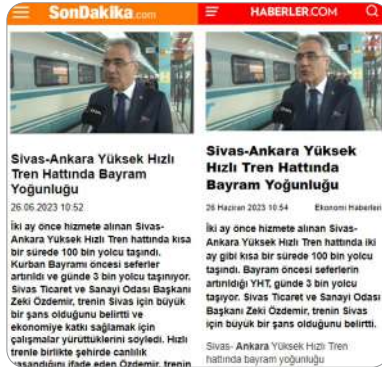 SonDakika.com
Sivas-Ankara Yüksek Hızlı
Tren Hattında Bayram
Yoğunluğu
26.06.2023 10:52
İki ay önce hizmete alınan Sivas-
Ankara Yüksek Hızlı Tren hattında kısa
bir sürede 100 bin yolcu taşındı.
Kurban Bayramı öncesi seferler
artırıldı ve günde 3 bin yolcu taşınıyor.
Sivas Ticaret ve Sanayi Odası Başkanı
Zeki Özdemir, trenin Sivas için büyük
bir şans olduğunu belirtti ve
ekonomiye katkı sağlamak için
çalışmalar yürüttüklerini söyledi. Hızlı
trenle birlikte şehirde canlılık
yaşandığını ifade eden Özdemir, trenin
HABERLER.COM
Sivas-Ankara Yüksek
Hızlı Tren Hattında
Bayram Yoğunluğu
26 Haziran 2023 10:54 Ekonomi Haberleri
İki ay önce hizmete alınan Sivas-
Ankara Yüksek Hızlı Tren hattında iki
ay gibi kısa sürede 100 bin yolcu
taşındı. Bayram öncesi seferlerin
artırıldığı YHT, günde 3 bin yolcu
taşıyor. Sivas Ticaret ve Sanayi Odası
Başkanı Zeki Özdemir, trenin Sivas
için büyük bir şans olduğunu belirtti.
Sivas- Ankara Yüksek Hızlı Tren
hattında bayram yoğunluğu